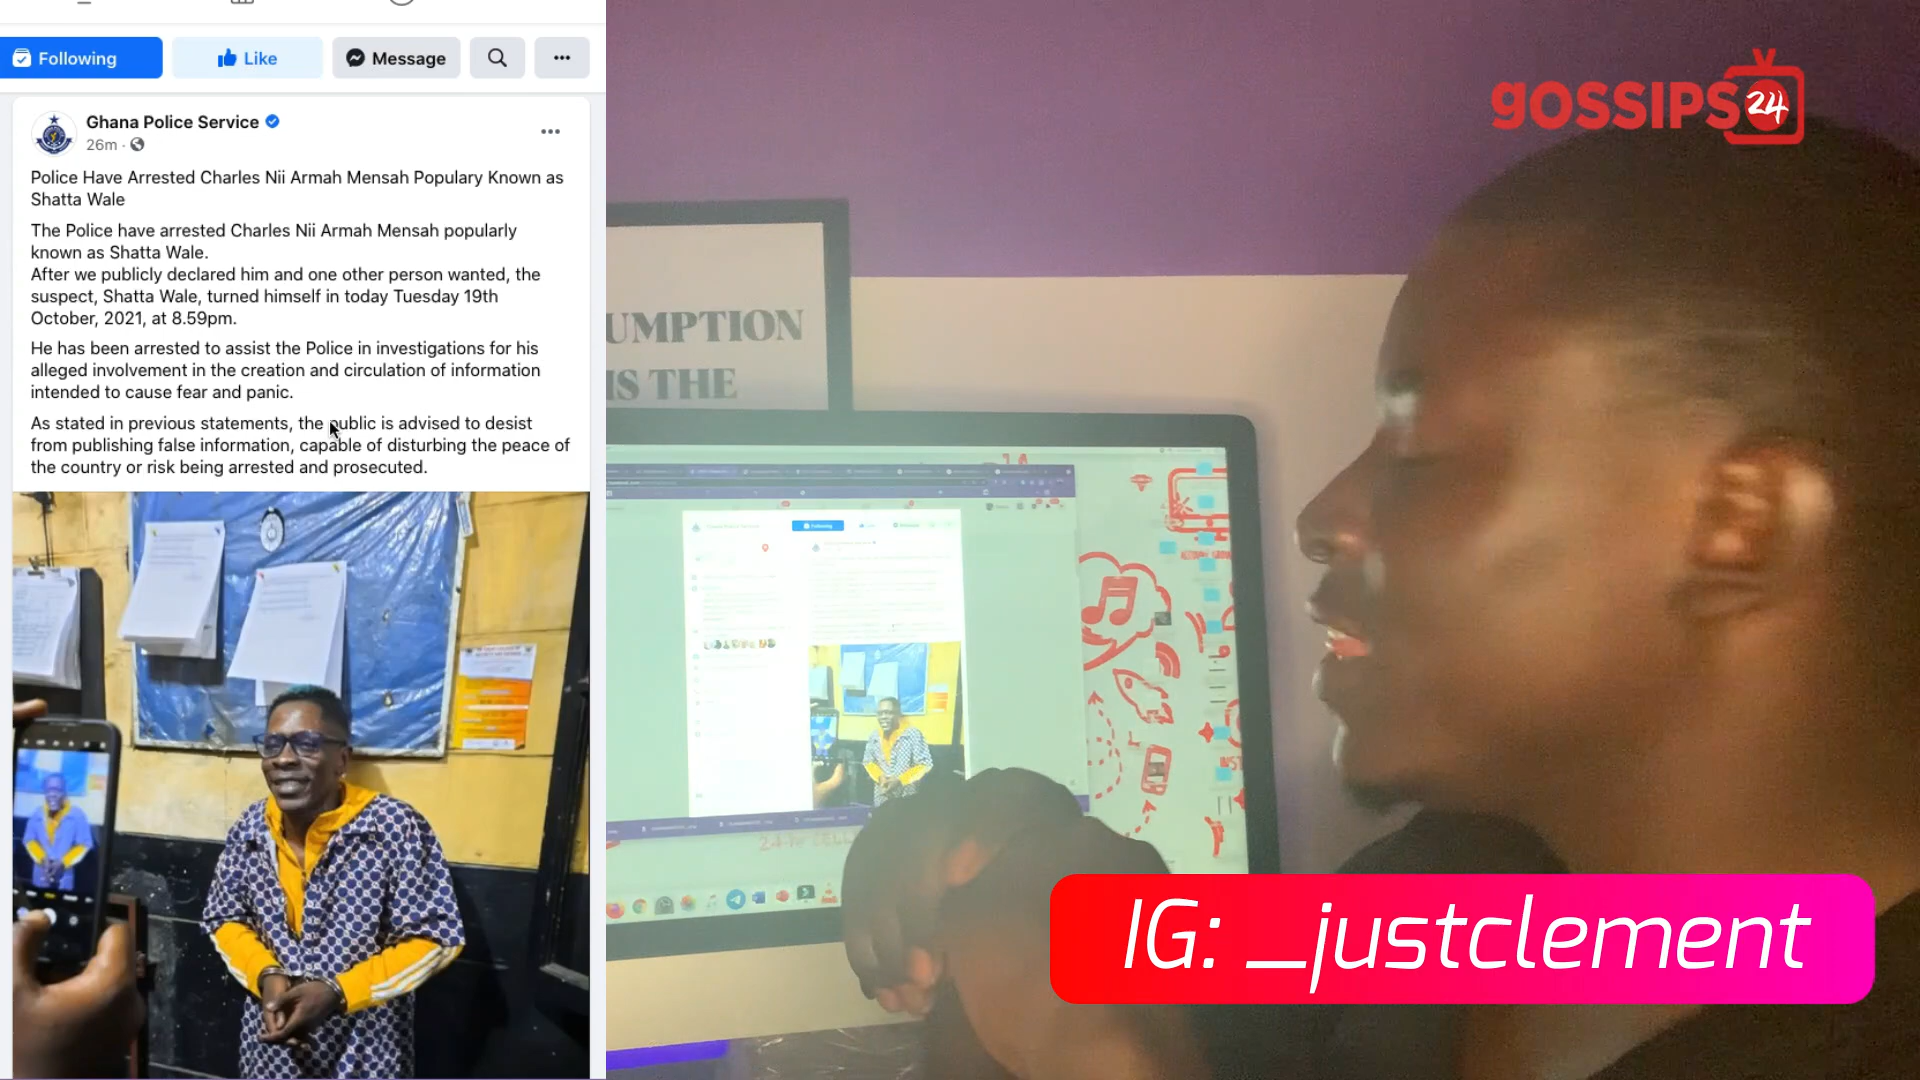 Following
Like
Message
Ghana Police Service
26m
Police Have Arrested Charles Nii Armah Mensah Populary Known as
Shatta Wale
The Police have arrested Charles Nii Armah Mensah popularly
known as Shatta Wale.
After we publicly declared him and one other person wanted, the
suspect, Shatta Wale, turned himself in today Tuesday 19th
October, 2021, at 8.59pm.
He has been arrested to assist the Police in investigations for his
alleged involvement in the creation and circulation of information
intended to cause fear and panic.
As stated in previous statements, the public is advised to desist
from publishing false information, capable of disturbing the peace of
the country or risk being arrested and prosecuted.
gOSSIPS24
UMPTION
IS THE
Following
IG: _justclement